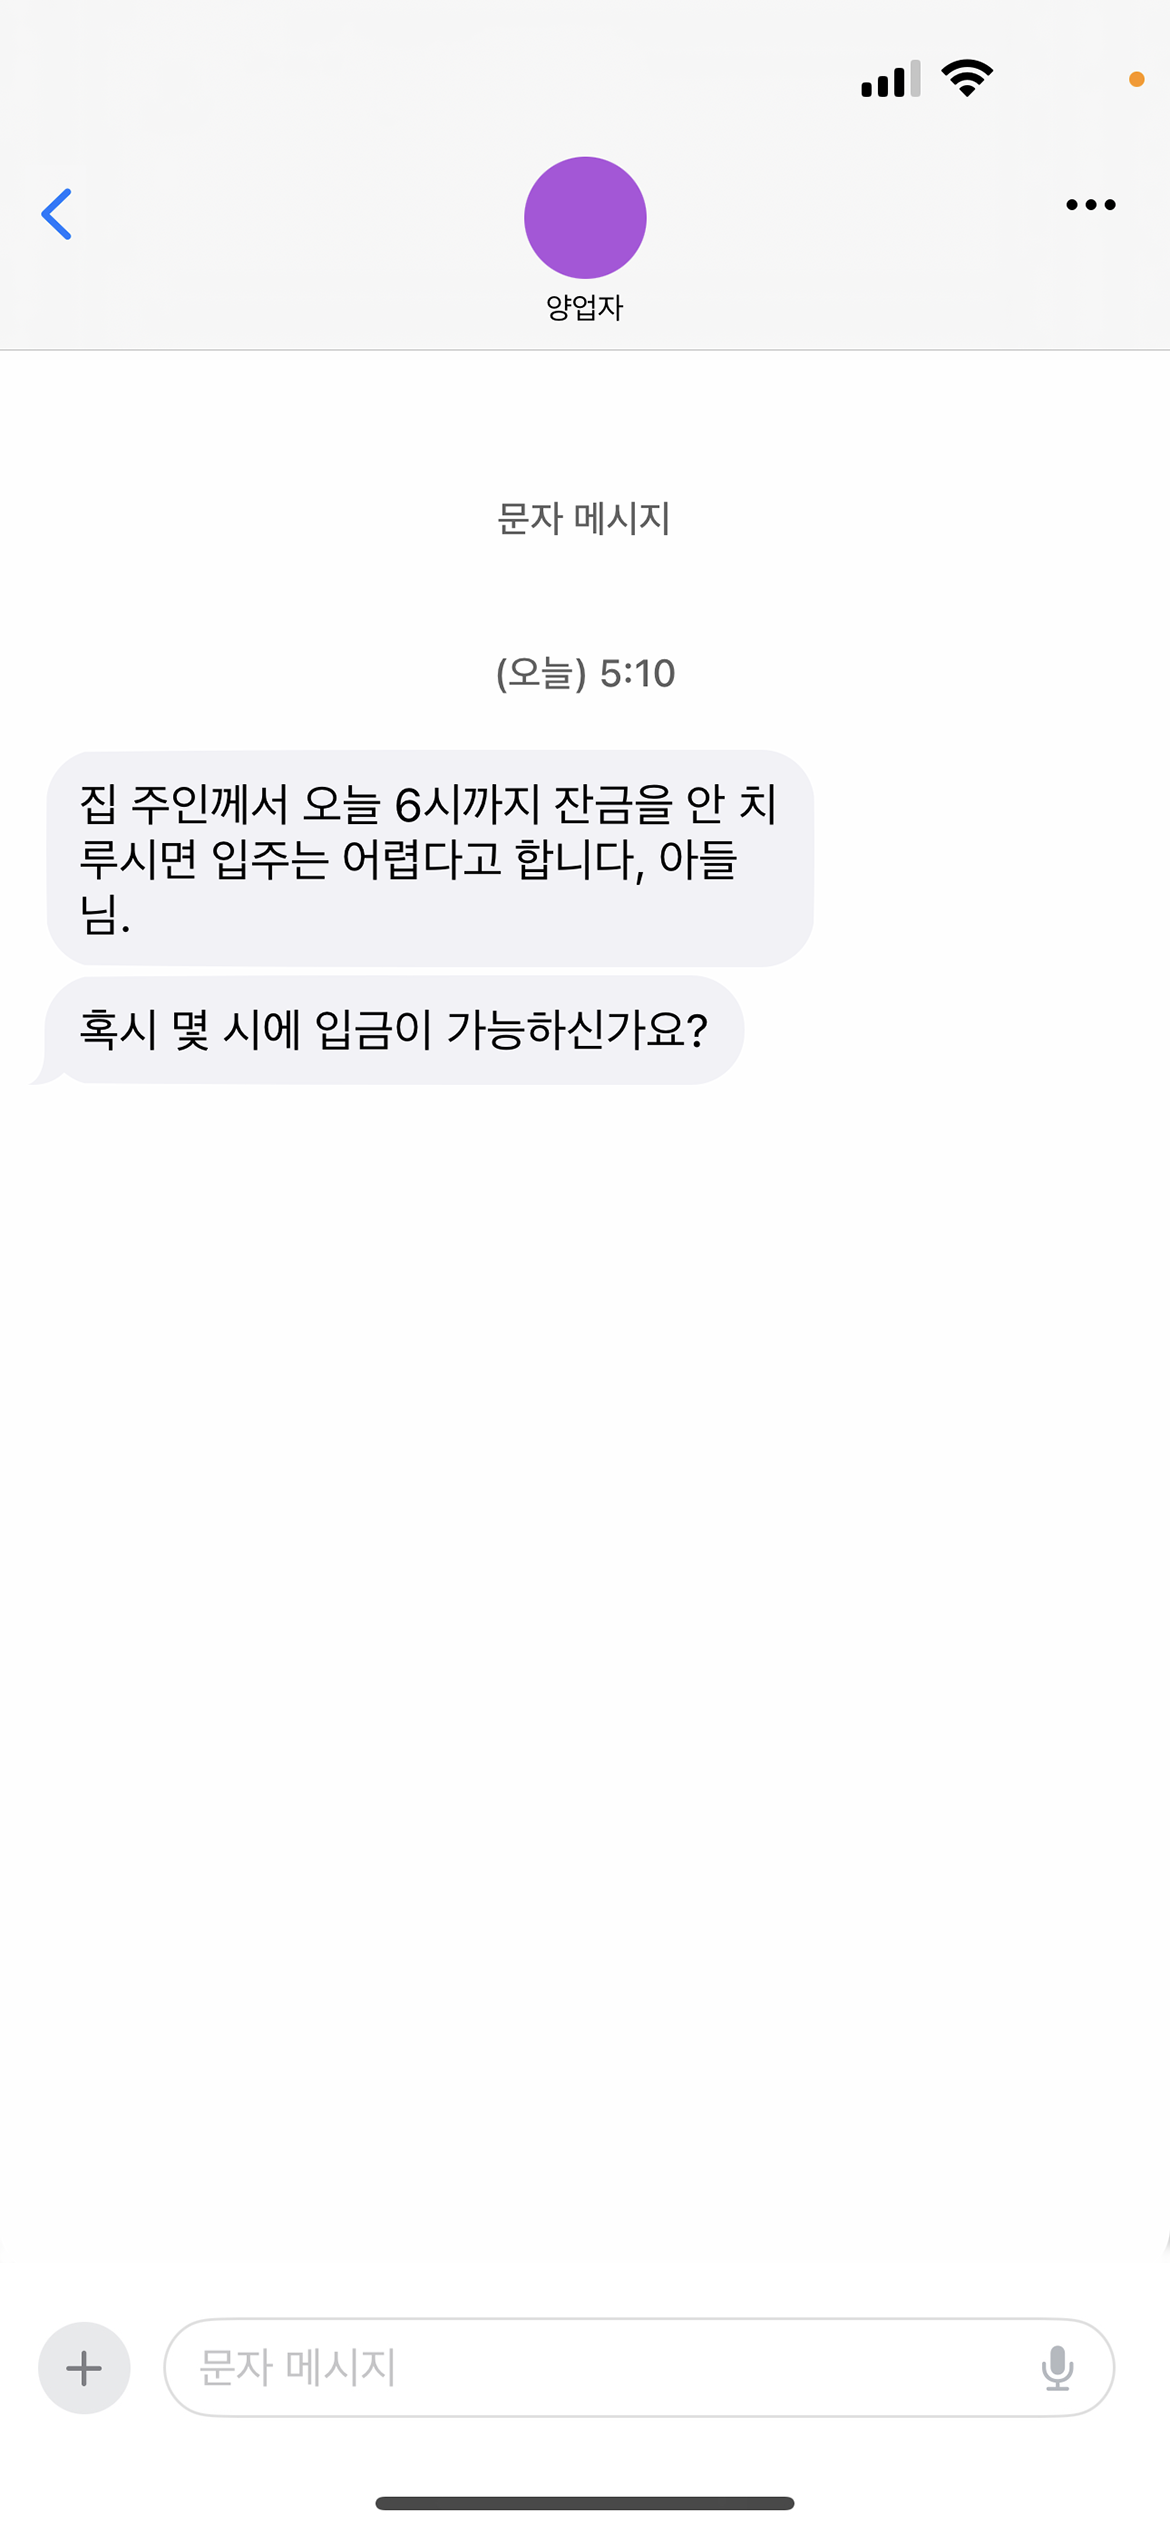 양업자
문자 메시지
(오늘) 5:10
집 주인께서 오늘 6시까지 잔금을 안 치
루시면 입주는 어렵다고 합니다, 아들
님.
혹시 몇 시에 입금이 가능하신가요?
문자 메시지